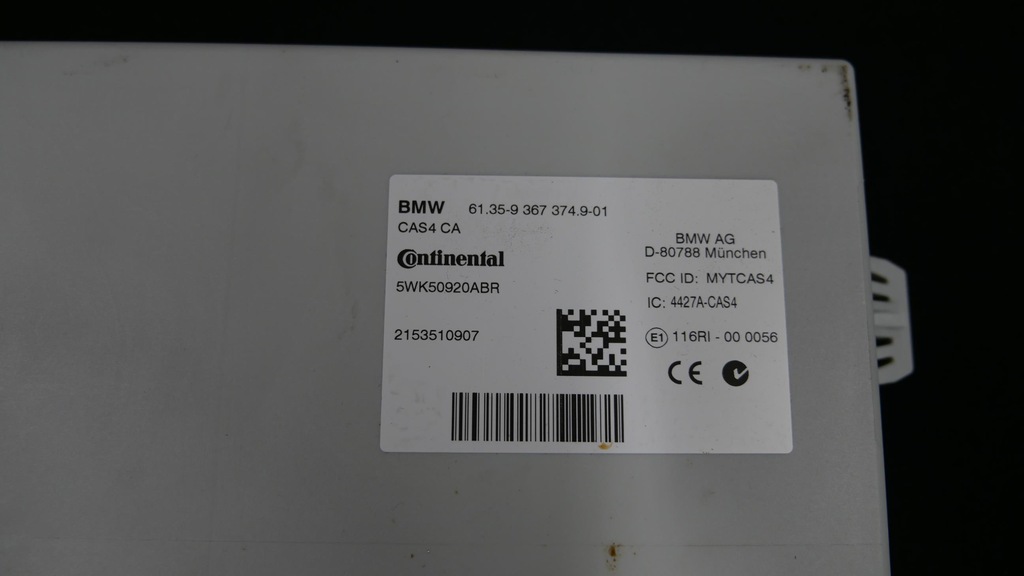 BMW 61.35-9 367 374.9-01
CAS4 CA
Continental
5WK50920ABR
2153510907
BMW AG
D-80788 München
FCC ID: MYTCAS4
IC: 4427A-CAS4
E1 116RI - 00 0056
CE